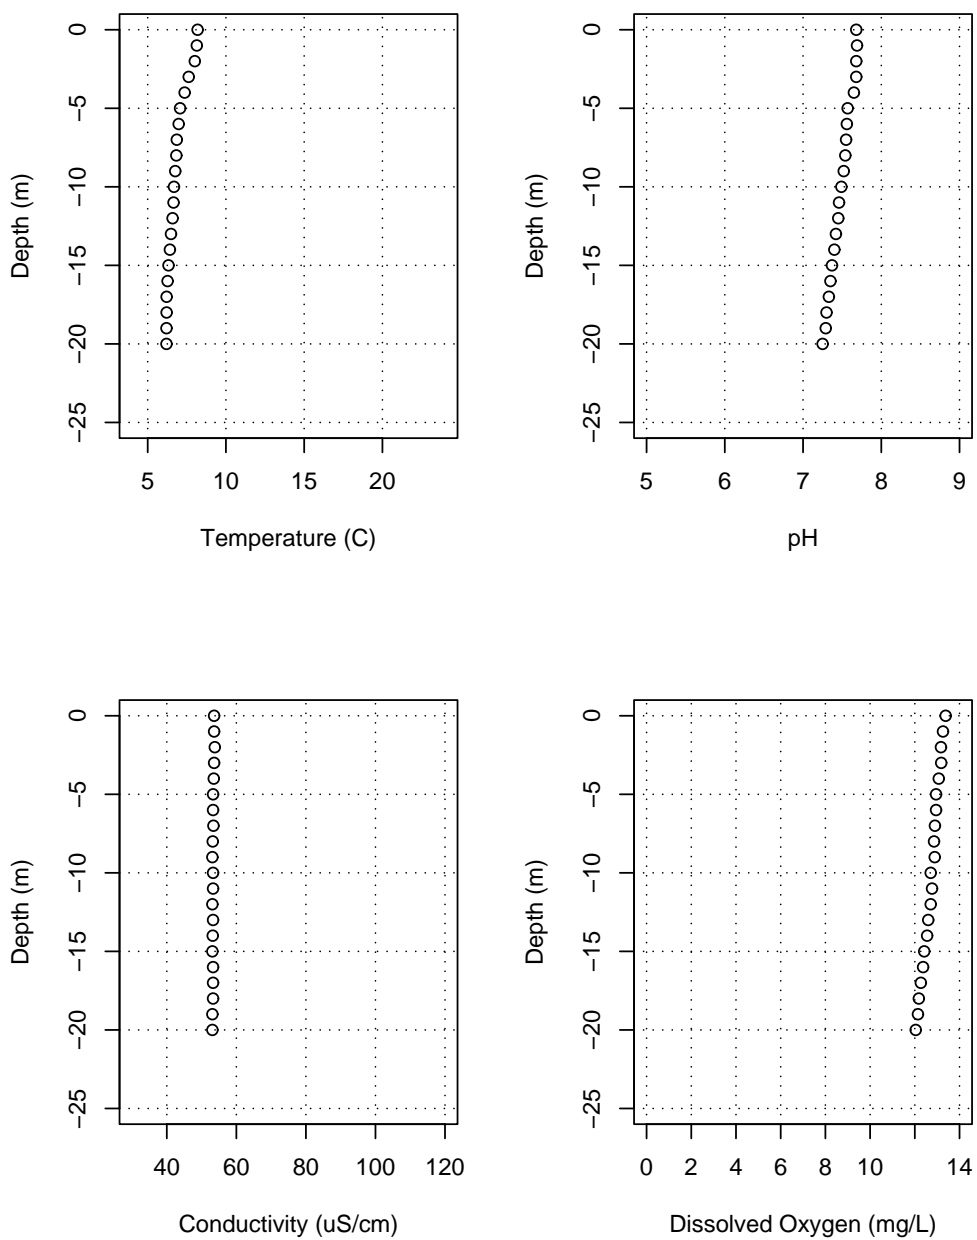 0
−5
−10
−15
−20
−25
Depth (m)
5 10 15 20
Temperature (C)
0
−5
−10
−15
−20
−25
Depth (m)
5 6 7 8 9
pH
0
−5
−10
−15
−20
−25
Depth (m)
40 60 80 100 120
Conductivity (uS/cm)
0
−5
−10
−15
−20
−25
Depth (m)
0 2 4 6 8 10 12 14
Dissolved Oxygen (mg/L)